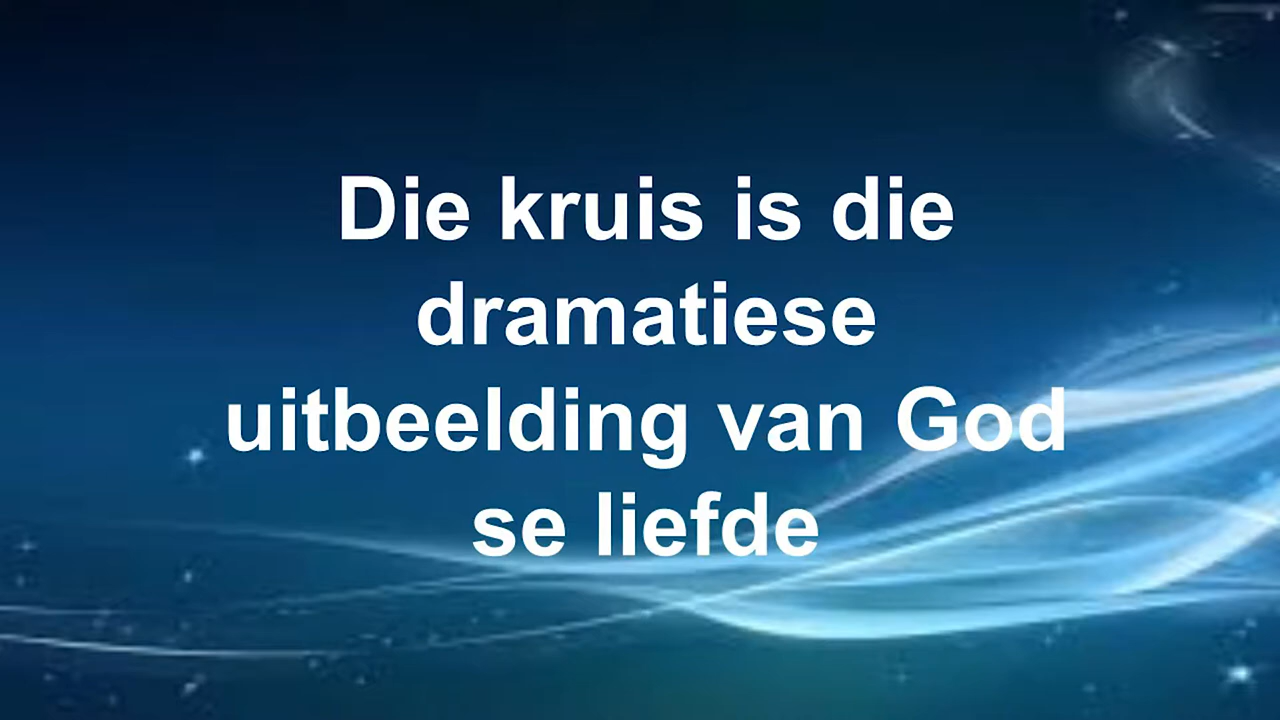 Die kruis is die
dramatiese
uitbeelding van God
se liefde